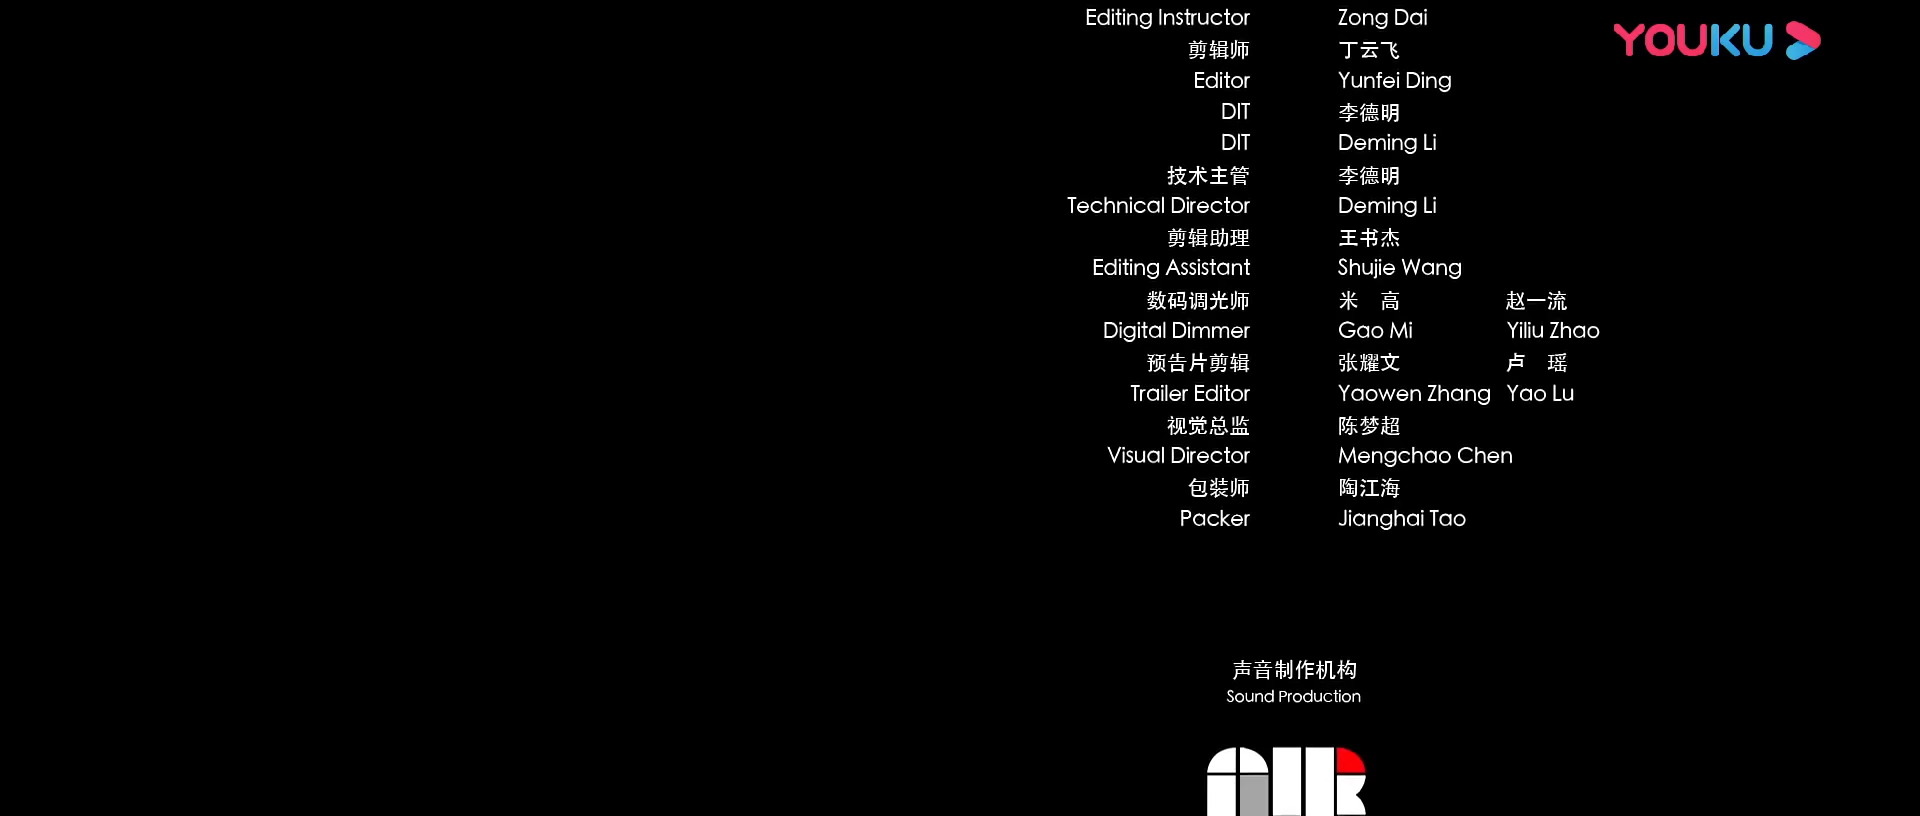 Editing Instructor Zong Dai
YOUKU
剪辑师 丁云飞
Editor Yunfei Ding
DIT 李德明
DIT Deming Li
技术主管 李德明
Technical Director Deming Li
剪辑助理 王书杰
Editing Assistant Shujie Wang
数码调光师 米 高 赵一流
Digital Dimmer Gao Mi Yiliu Zhao
预告片剪辑 张耀文 卢 瑶
Trailer Editor Yaowen Zhang Yao Lu
视觉总监 陈梦超
Visual Director Mengchao Chen
包装师 陶江海
Packer Jianghai Tao
声音制作机构
Sound Production